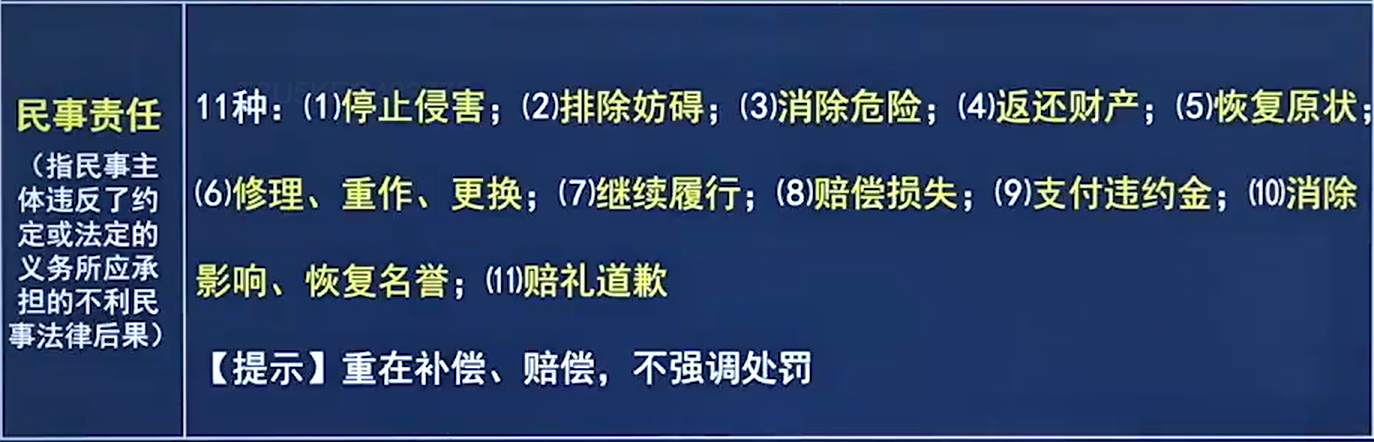 民事责任
（指民事主
体违反了约
定或法定的
义务所应承
担的不利民
事法律后果）
11种：⑴停止侵害；⑵排除妨碍；⑶消除危险；⑷返还财产；⑸恢复原状；
⑹修理、重作、更换；⑺继续履行；⑻赔偿损失；⑼支付违约金；⑽消除
影响、恢复名誉；⑾赔礼道歉
【提示】重在补偿、赔偿，不强调处罚